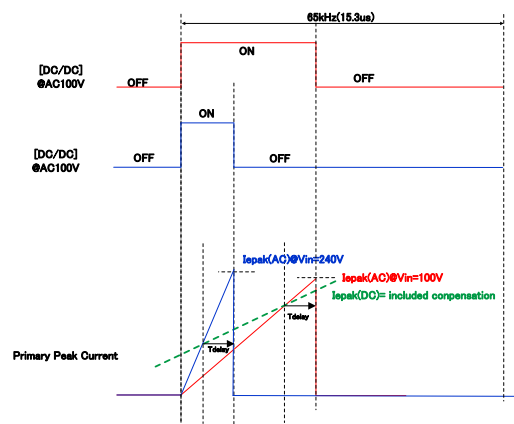 65kHz(15.3us)
ON
[DC/DC]
@AC100V
OFF
OFF
ON
[DC/DC]
@AC100V
OFF
OFF
Iepak(AC)@Vin=240V
Iepak(AC)@Vin=100V
Iepak(DC)= included conpensation
Tdelay
Tdelay
Primary Peak Current